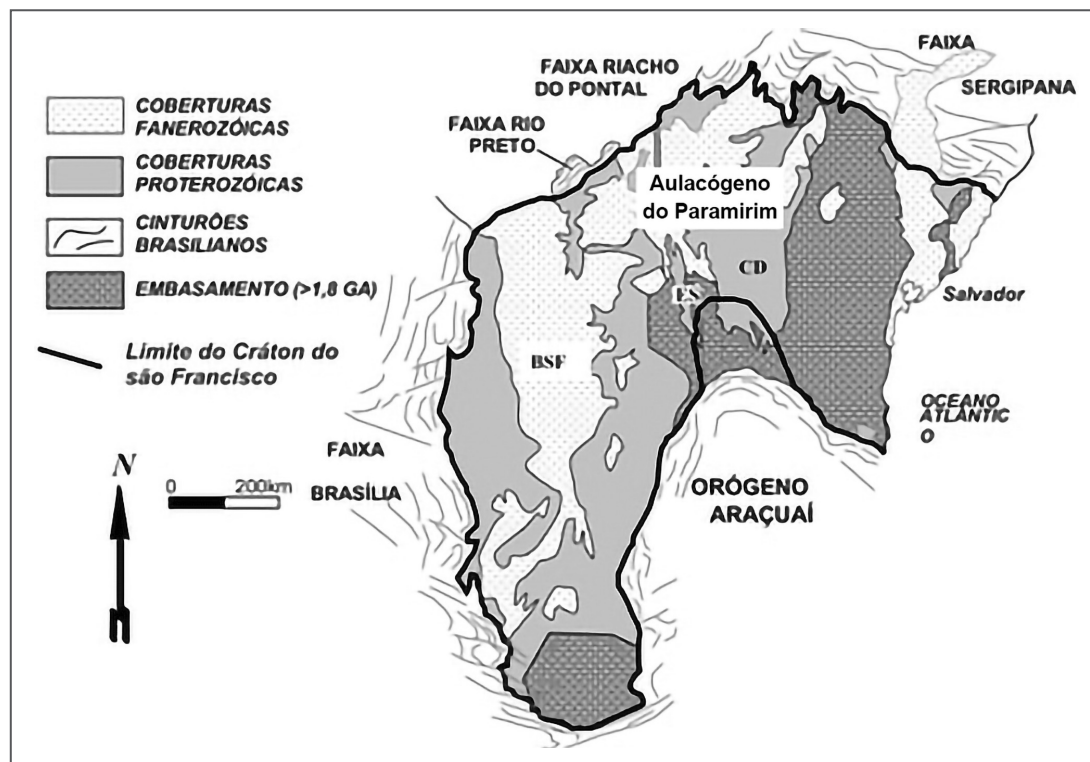 COBERTURAS
FANEROZÓICAS
COBERTURAS
PROTEROZÓICAS
CINTURÕES
BRASILIANOS
EMBASAMENTO (>1,8 GA)
Limite do Cráton do
são Francisco
FAIXA RIACHO
DO PONTAL
FAIXA RIO
PRETO
FAIXA
SERGIPANA
Aulacógeno
do Paramirim
CD
ES
BSF
Salvador
OCEANO
ATLÂNTIC
O
FAIXA
BRASÍLIA
ORÓGENO
ARAÇUAÍ
N
0 200km